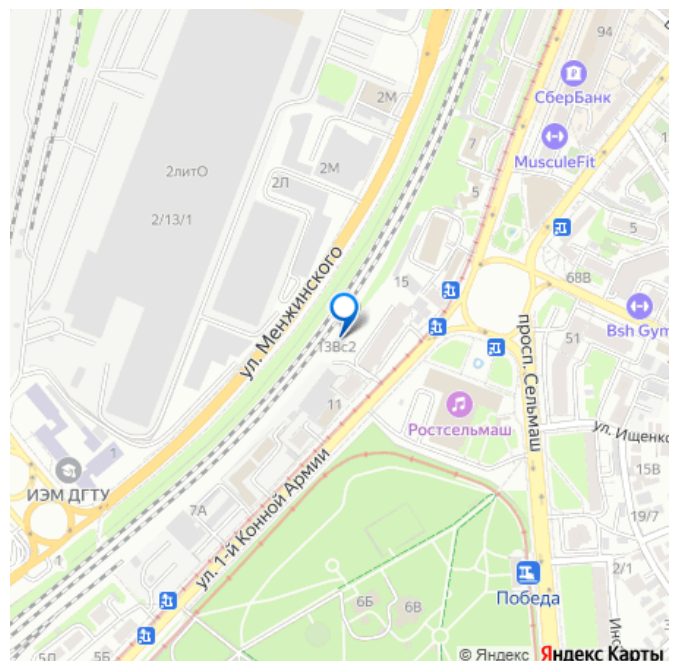 94
СберБанк
2М
MusculeFit
7
2М
2литО
2Л
5
2/13/1
5
15
68В
ул. Менжинского
Bsh Gym
13Вс2
51
просп. Сельмаш
11
Ростсельмаш
ул. Ищенко
1
ИЭМ ДГТУ
15В
ул. 1-й Конной Армии
7А
19/7
1
2/1
Победа
6Б
6В
5Б
5Л
© Яндекс
Яндекс Карты